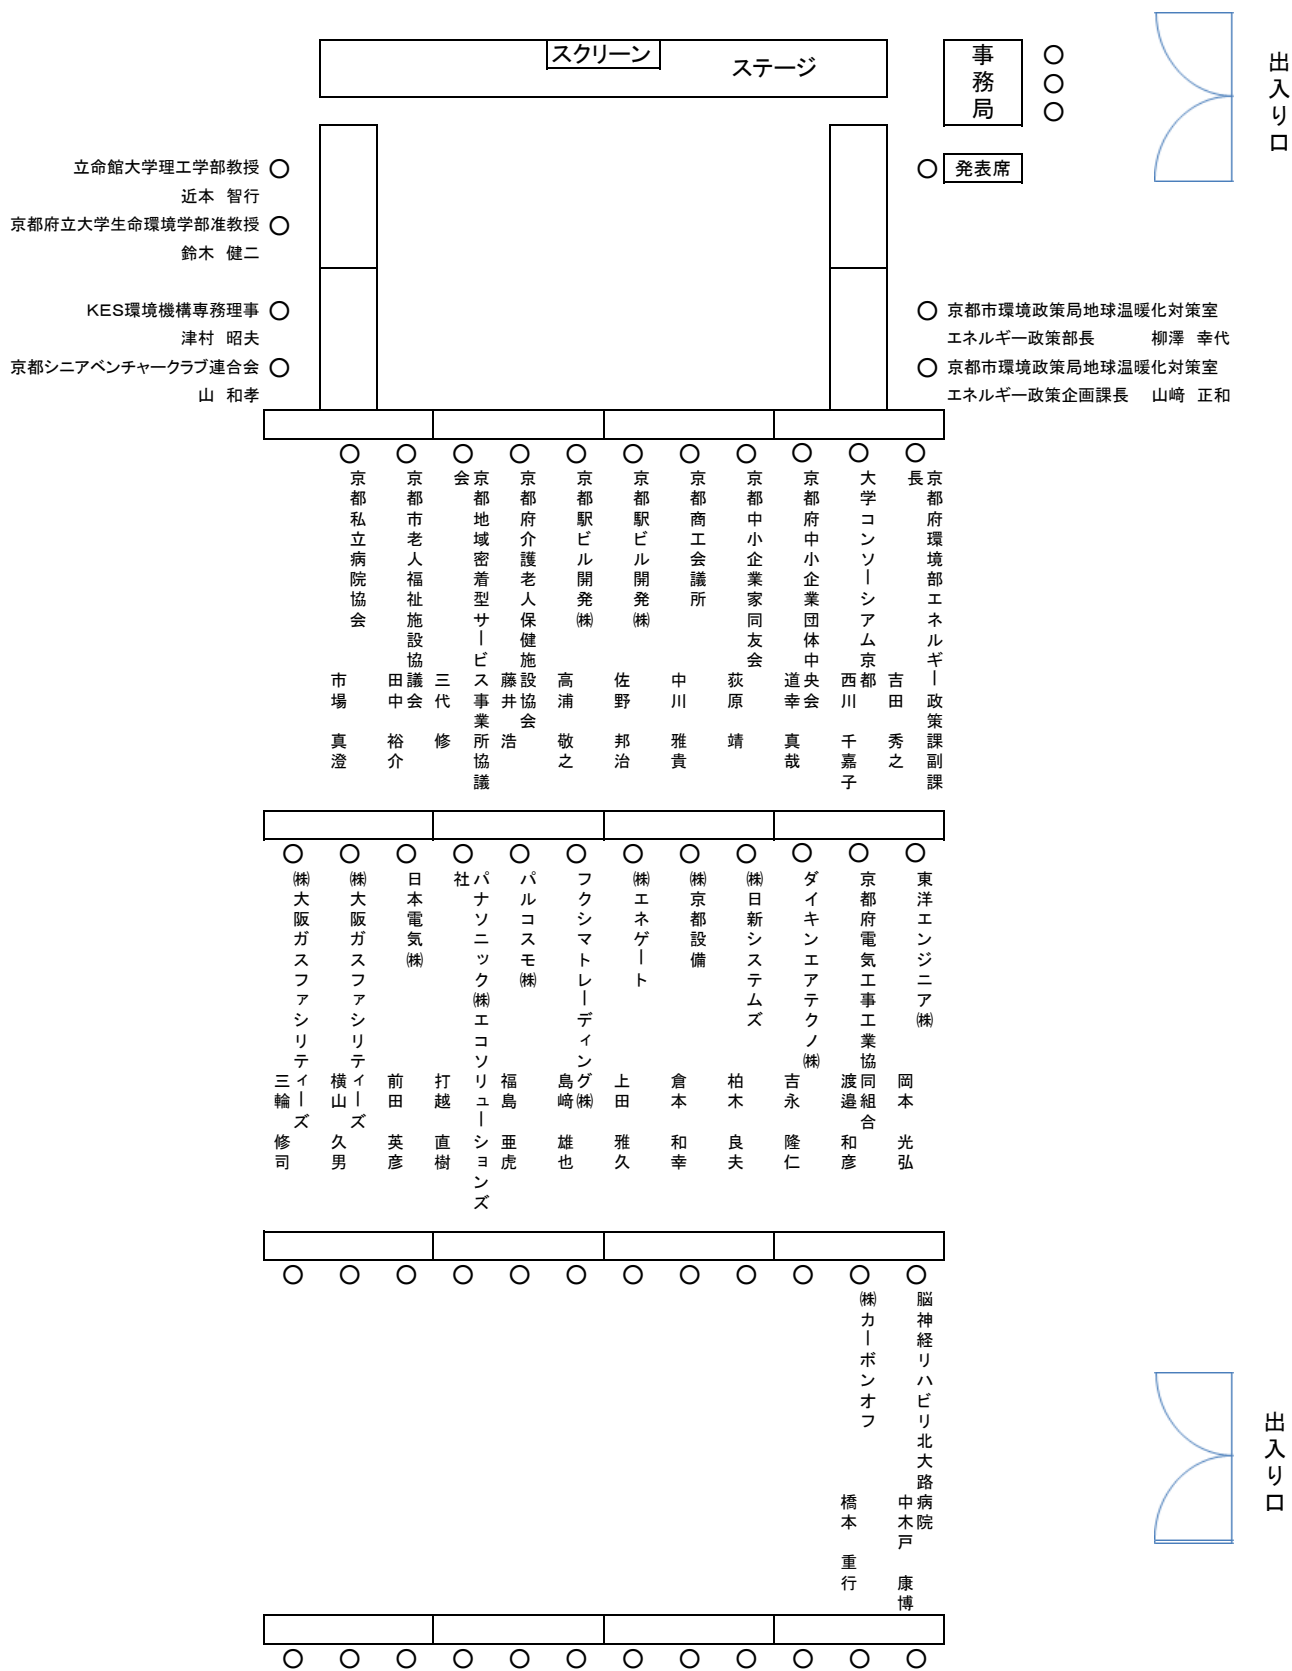 スクリーン
ステージ
事務局
出入り口
発表席
立命館大学理工学部教授
近本　智行
京都府立大学生命環境学部准教授
鈴木　健二
KES環境機構専務理事
津村　昭夫
京都シニアベンチャークラブ連合会
山　和孝
京都市環境政策局地球温暖化対策室
エネルギー政策部長　柳澤　幸代
京都市環境政策局地球温暖化対策室
エネルギー政策企画課長　山﨑　正和
京都府環境部エネルギー政策課副課
長
吉田　秀之
大学コンソーシアム京都
西川　千嘉子
京都府中小企業団体中央会
道幸　真哉
京都中小企業家同友会
荻原　靖
京都商工会議所
中川　雅貴
京都駅ビル開発㈱
佐野　邦治
京都駅ビル開発㈱
高浦　敬之
京都府介護老人保健施設協会
藤井　浩
京都地域密着型サービス事業所協議
会
三代　修
京都市老人福祉施設協議会
田中　裕介
京都私立病院協会
市場　真澄
東洋エンジニア㈱
岡本　光弘
京都府電気工事工業協同組合
渡邉　和彦
ダイキンエアテクノ㈱
吉永　隆仁
㈱日新システムズ
柏木　良夫
㈱京都設備
倉本　和幸
㈱エネゲート
上田　雅久
フクシマトレーディング㈱
島﨑　雄也
パルコスモ㈱
福島　亜虎
パナソニック㈱エコソリューションズ
社
打越　直樹
日本電気㈱
前田　英彦
㈱大阪ガスファシリティーズ
横山　久男
㈱大阪ガスファシリティーズ
三輪　修司
脳神経リハビリ北大路病院
中木戸　康博
㈱カーボンオフ
橋本　重行
出入り口